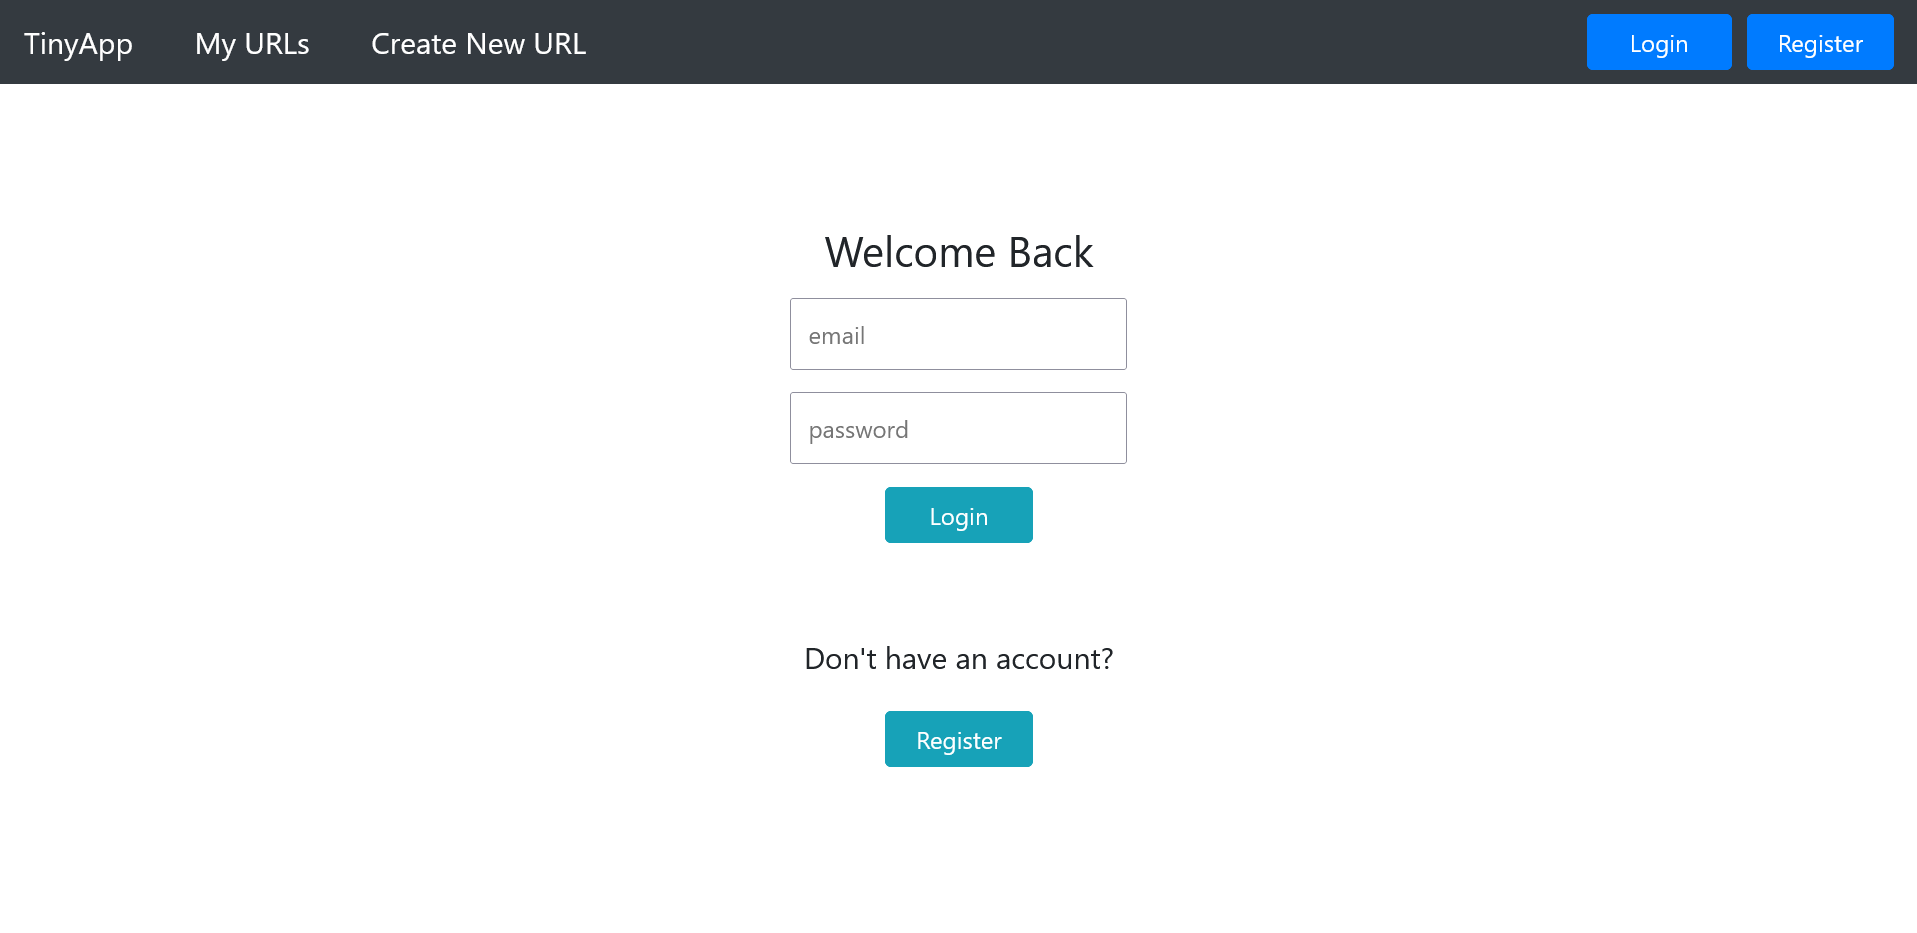 TinyApp My URLs Create New URL Login Register
Welcome Back
email
password
Login
Don't have an account?
Register